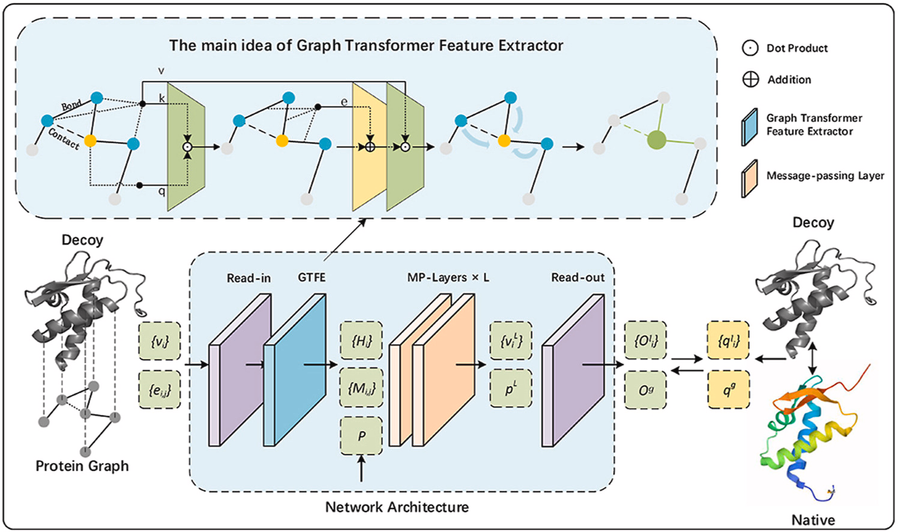 The main idea of Graph Transformer Feature Extractor
v
k
Bond
Contact
q
e
Dot Product
Addition
Graph Transformer
Feature Extractor
Message-passing Layer
Decoy
Protein Graph
{vᵢ}
{eᵢ,ⱼ}
Read-in
GTFE
{Hᵢ}
{Mᵢ,ⱼ}
P
MP-Layers × L
{vᵢᴸ}
pᴸ
Read-out
{Oˡᵢ}
Oᵍ
{qˡᵢ}
qᵍ
Decoy
Native
Network Architecture